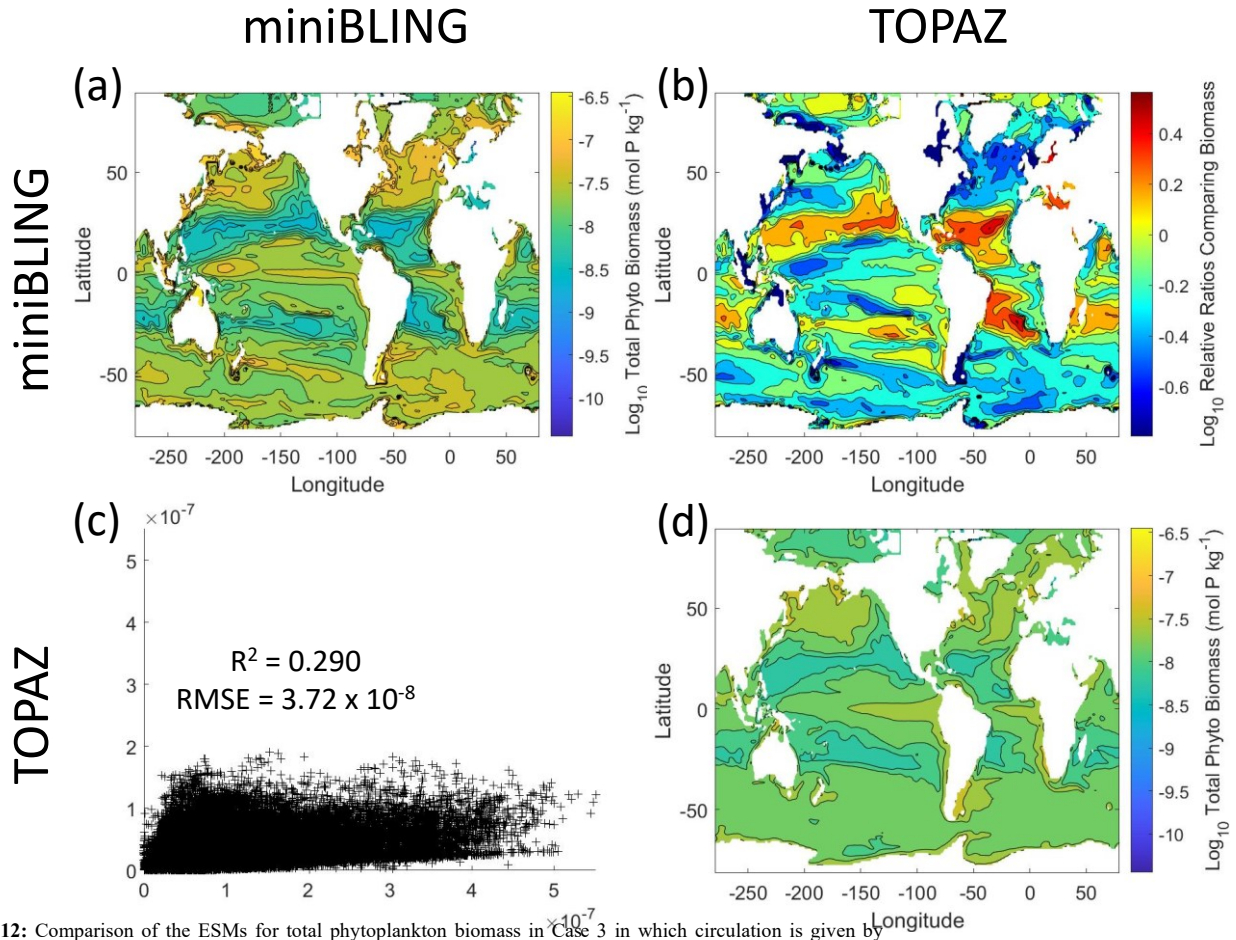 miniBLING
TOPAZ
miniBLING
TOPAZ
(a)
50
0
-50
-250 -200 -150 -100 -50 0 50
Latitude
Longitude
-6.5
-7
-7.5
-8
-8.5
-9
-9.5
-10
Log10 Total Phyto Biomass (mol P kg-1)
(b)
50
0
-50
-250 -200 -150 -100 -50 0 50
Latitude
Longitude
0.4
0.2
0
-0.2
-0.4
-0.6
Log10 Relative Ratios Comparing Biomass
(c)
×10-7
5
4
3
2
1
0
R2 = 0.290
RMSE = 3.72 x 10-8
0 1 2 3 4 5
×10-7
(d)
50
0
-50
-250 -200 -150 -100 -50 0 50
Latitude
Longitude
-6.5
-7
-7.5
-8
-8.5
-9
-9.5
-10
Log10 Total Phyto Biomass (mol P kg-1)
12: Comparison of the ESMs for total phytoplankton biomass in Case 3 in which circulation is given by